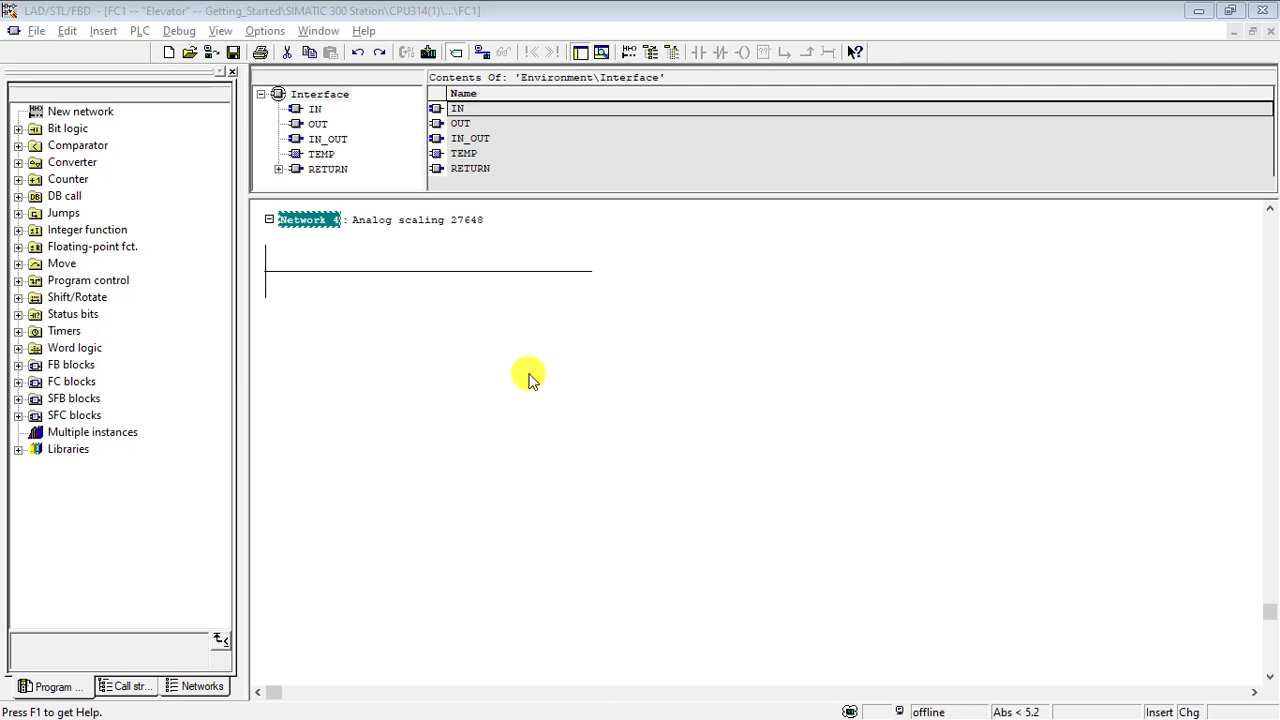 LAD/STL/FBD - [FC1 -- "Elevator" -- Getting_Started\SIMATIC 300 Station\CPU314(1)\...\FC1]
File Edit Insert PLC Debug View Options Window Help
Contents Of: 'Environment\Interface'
Interface
IN
OUT
IN_OUT
TEMP
RETURN
Name
IN
OUT
IN_OUT
TEMP
RETURN
New network
Bit logic
Comparator
Converter
Counter
DB call
Jumps
Integer function
Floating-point fct.
Move
Program control
Shift/Rotate
Status bits
Timers
Word logic
FB blocks
FC blocks
SFB blocks
SFC blocks
Multiple instances
Libraries
Network 4: Analog scaling 27648
Program ... Call str... Networks
Press F1 to get Help. offline Abs < 5.2 Insert Chg